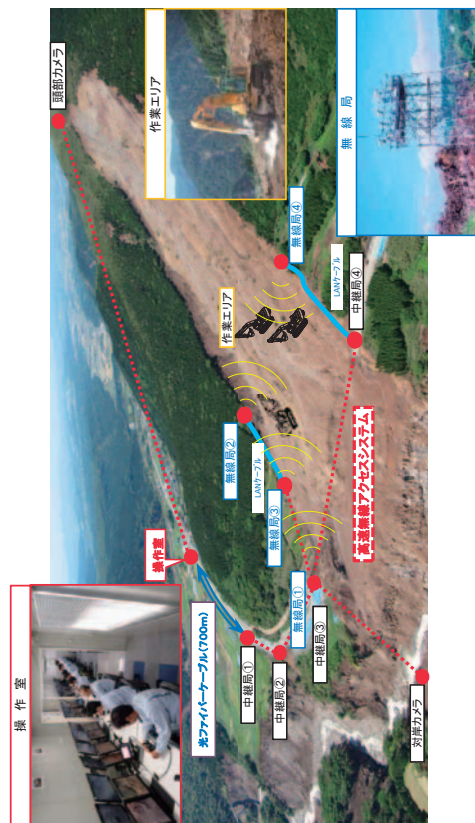 操作室
頭部カメラ
作業エリア
無線局
操作室
光ファイバーケーブル(700m)
中継局①
中継局②
無線局①
中継局③
対岸カメラ
無線局②
LANケーブル
無線局③
作業エリア
無線局④
LANケーブル
中継局④
高速無線アクセスシステム